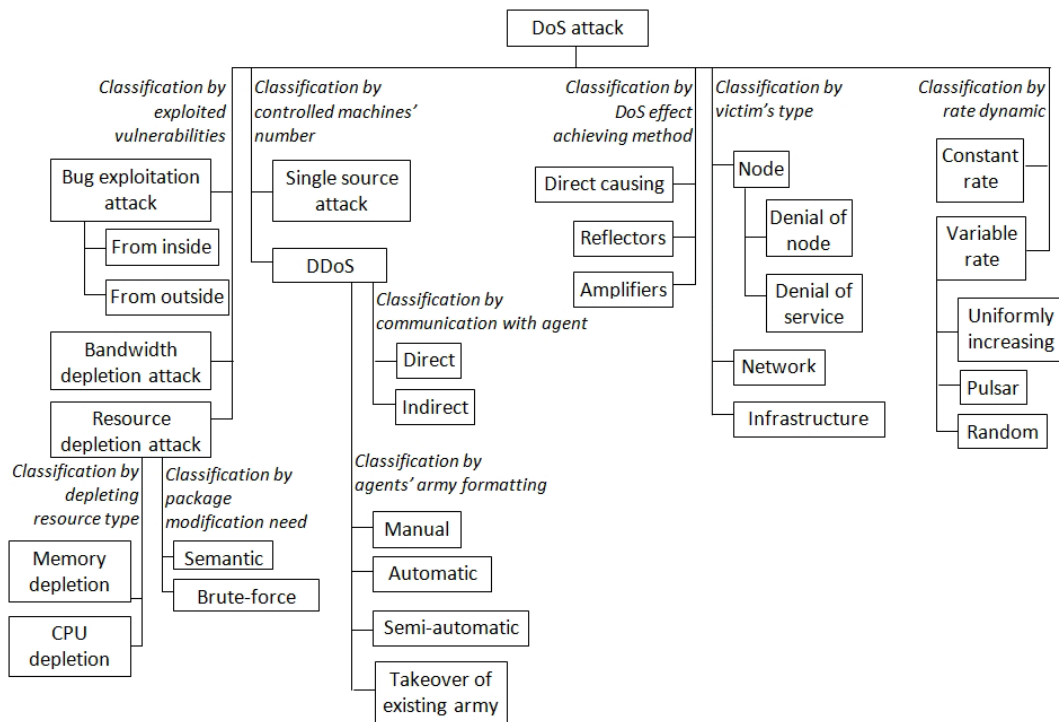 DoS attack
Classification by
exploited
vulnerabilities
Bug exploitation
attack
From inside
From outside
Bandwidth
depletion attack
Resource
depletion attack
Classification by
depleting
resource type
Memory
depletion
CPU
depletion
Classification by
package
modification need
Semantic
Brute-force
Classification by
controlled machines’
number
Single source
attack
DDoS
Classification by
communication with agent
Direct
Indirect
Classification by
agents’ army formatting
Manual
Automatic
Semi-automatic
Takeover of
existing army
Classification by
DoS effect
achieving method
Direct causing
Reflectors
Amplifiers
Classification by
victim’s type
Node
Denial of
node
Denial of
service
Network
Infrastructure
Classification by
rate dynamic
Constant
rate
Variable
rate
Uniformly
increasing
Pulsar
Random